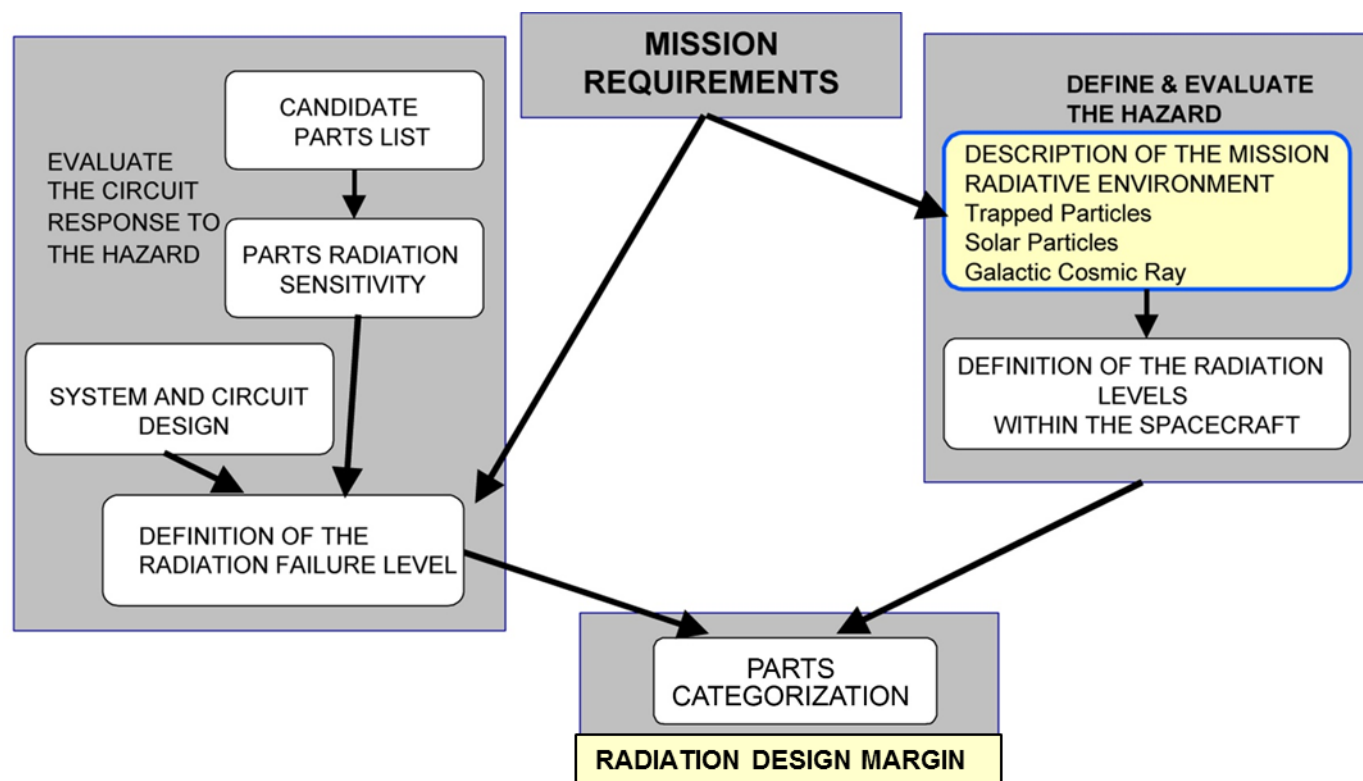 MISSION
REQUIREMENTS
CANDIDATE
PARTS LIST
EVALUATE
THE CIRCUIT
RESPONSE TO
THE HAZARD
PARTS RADIATION
SENSITIVITY
SYSTEM AND CIRCUIT
DESIGN
DEFINITION OF THE
RADIATION FAILURE LEVEL
DEFINE & EVALUATE
THE HAZARD
DESCRIPTION OF THE MISSION
RADIATIVE ENVIRONMENT
Trapped Particles
Solar Particles
Galactic Cosmic Ray
DEFINITION OF THE RADIATION
LEVELS
WITHIN THE SPACECRAFT
PARTS
CATEGORIZATION
RADIATION DESIGN MARGIN